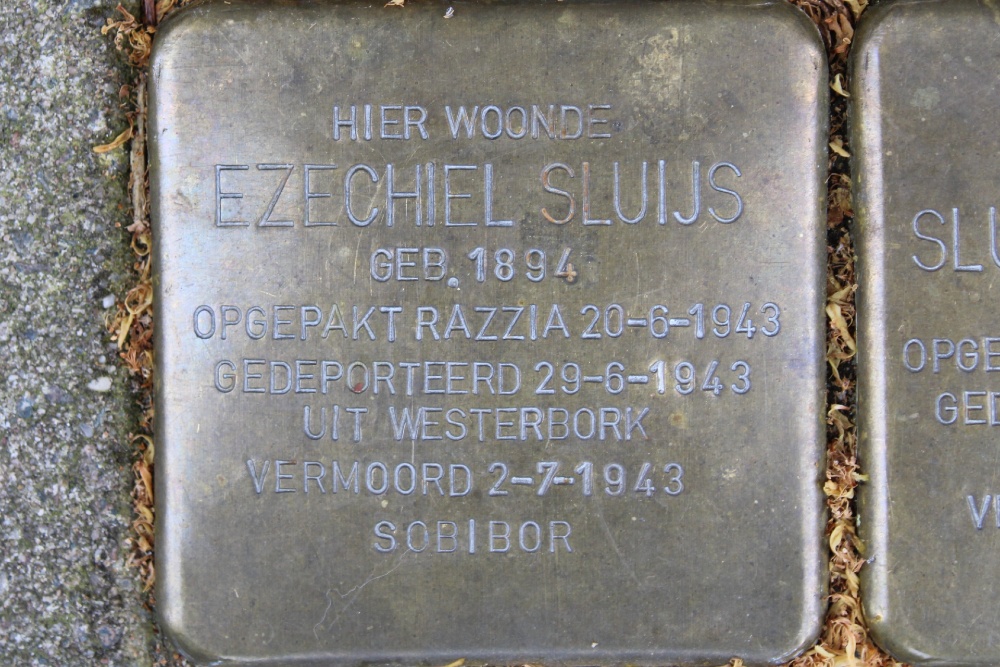 HIER WOONDE
EZECHIEL SLUIJS
GEB. 1894
OPGEPAKT RAZZIA 20-6-1943
GEDEPORTEERD 29-6-1943
UIT WESTERBORK
VERMOORD 2-7-1943
SOBIBOR